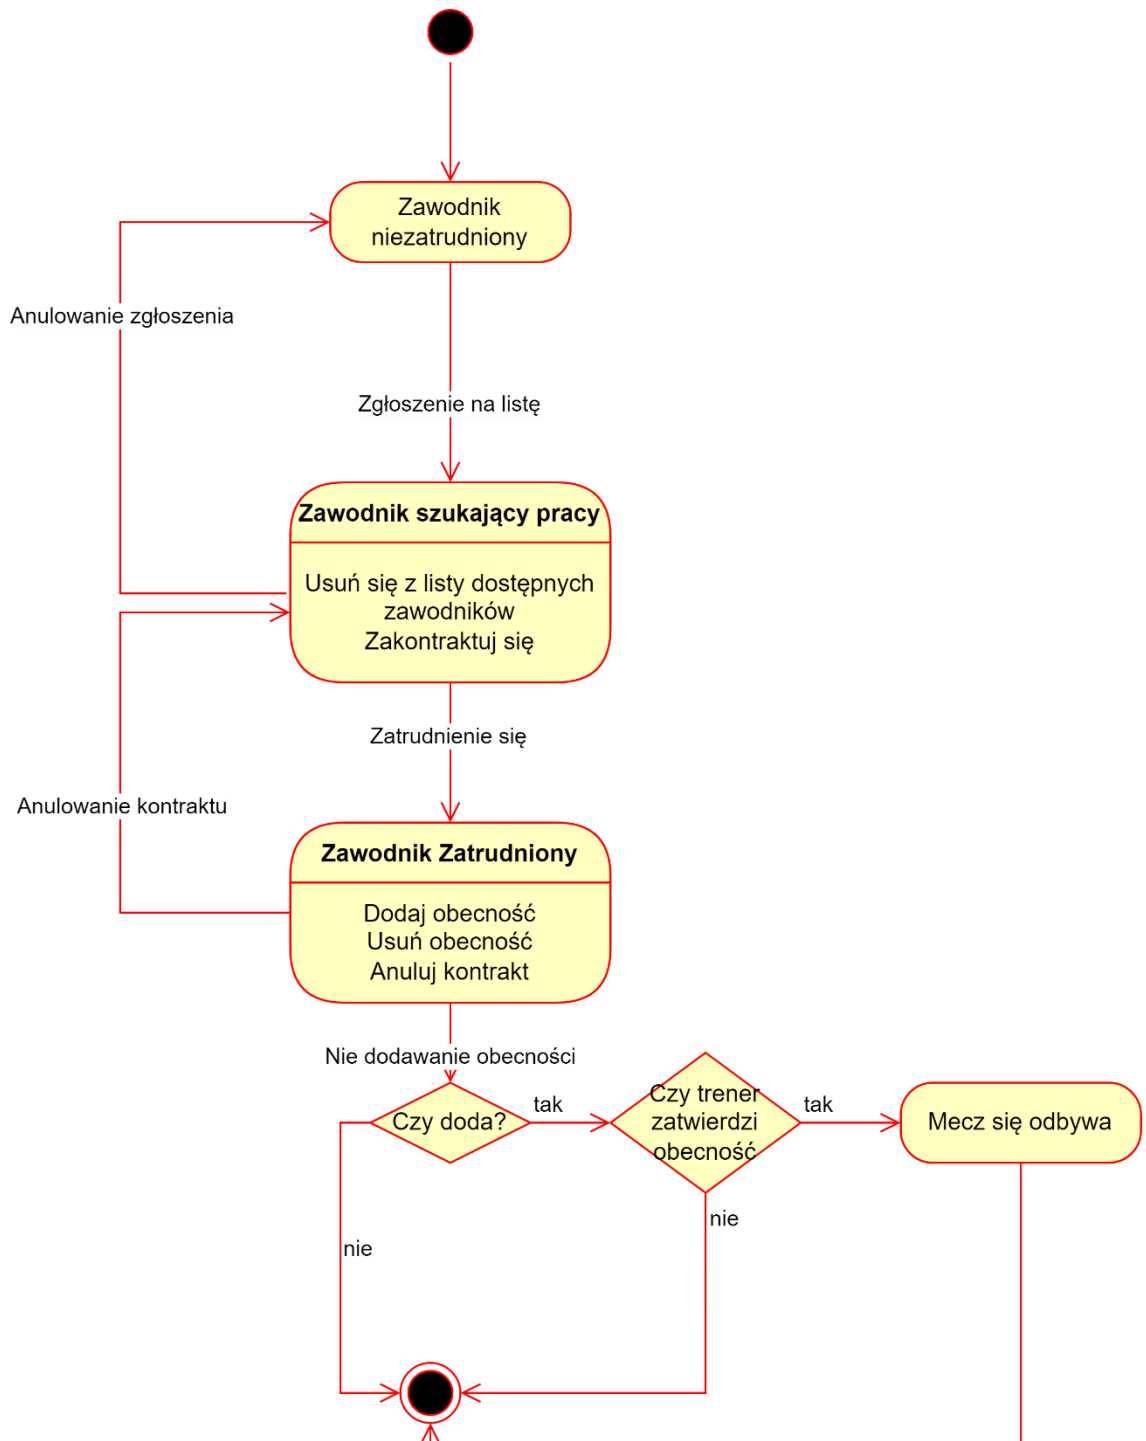 Zawodnik
niezatrudniony
Anulowanie zgłoszenia
Zgłoszenie na listę
Zawodnik szukający pracy
Usuń się z listy dostępnych
zawodników
Zakontraktuj się
Zatrudnienie się
Anulowanie kontraktu
Zawodnik Zatrudniony
Dodaj obecność
Usuń obecność
Anuluj kontrakt
Nie dodawanie obecności
Czy doda?
tak
Czy trener
zatwierdzi
obecność
tak
Mecz się odbywa
nie
nie